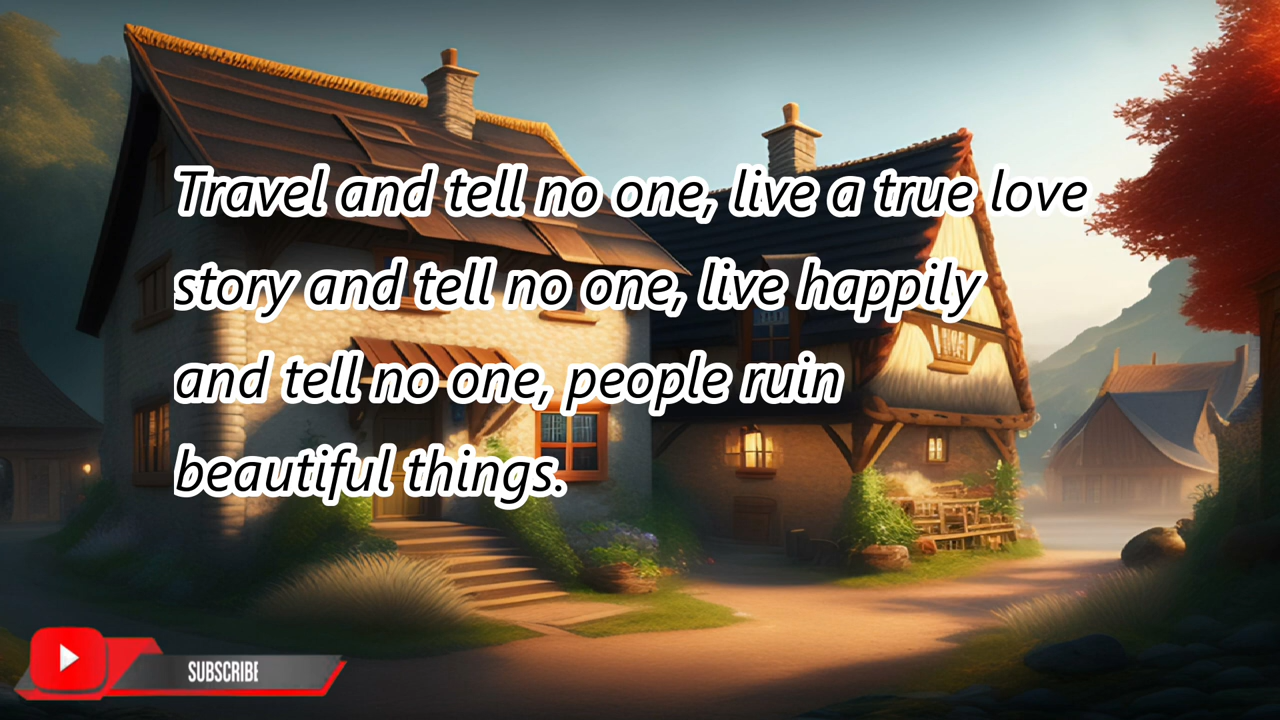 Travel and tell no one, live a true love
story and tell no one, live happily
and tell no one, people ruin
beautiful things.
SUBSCRIBE